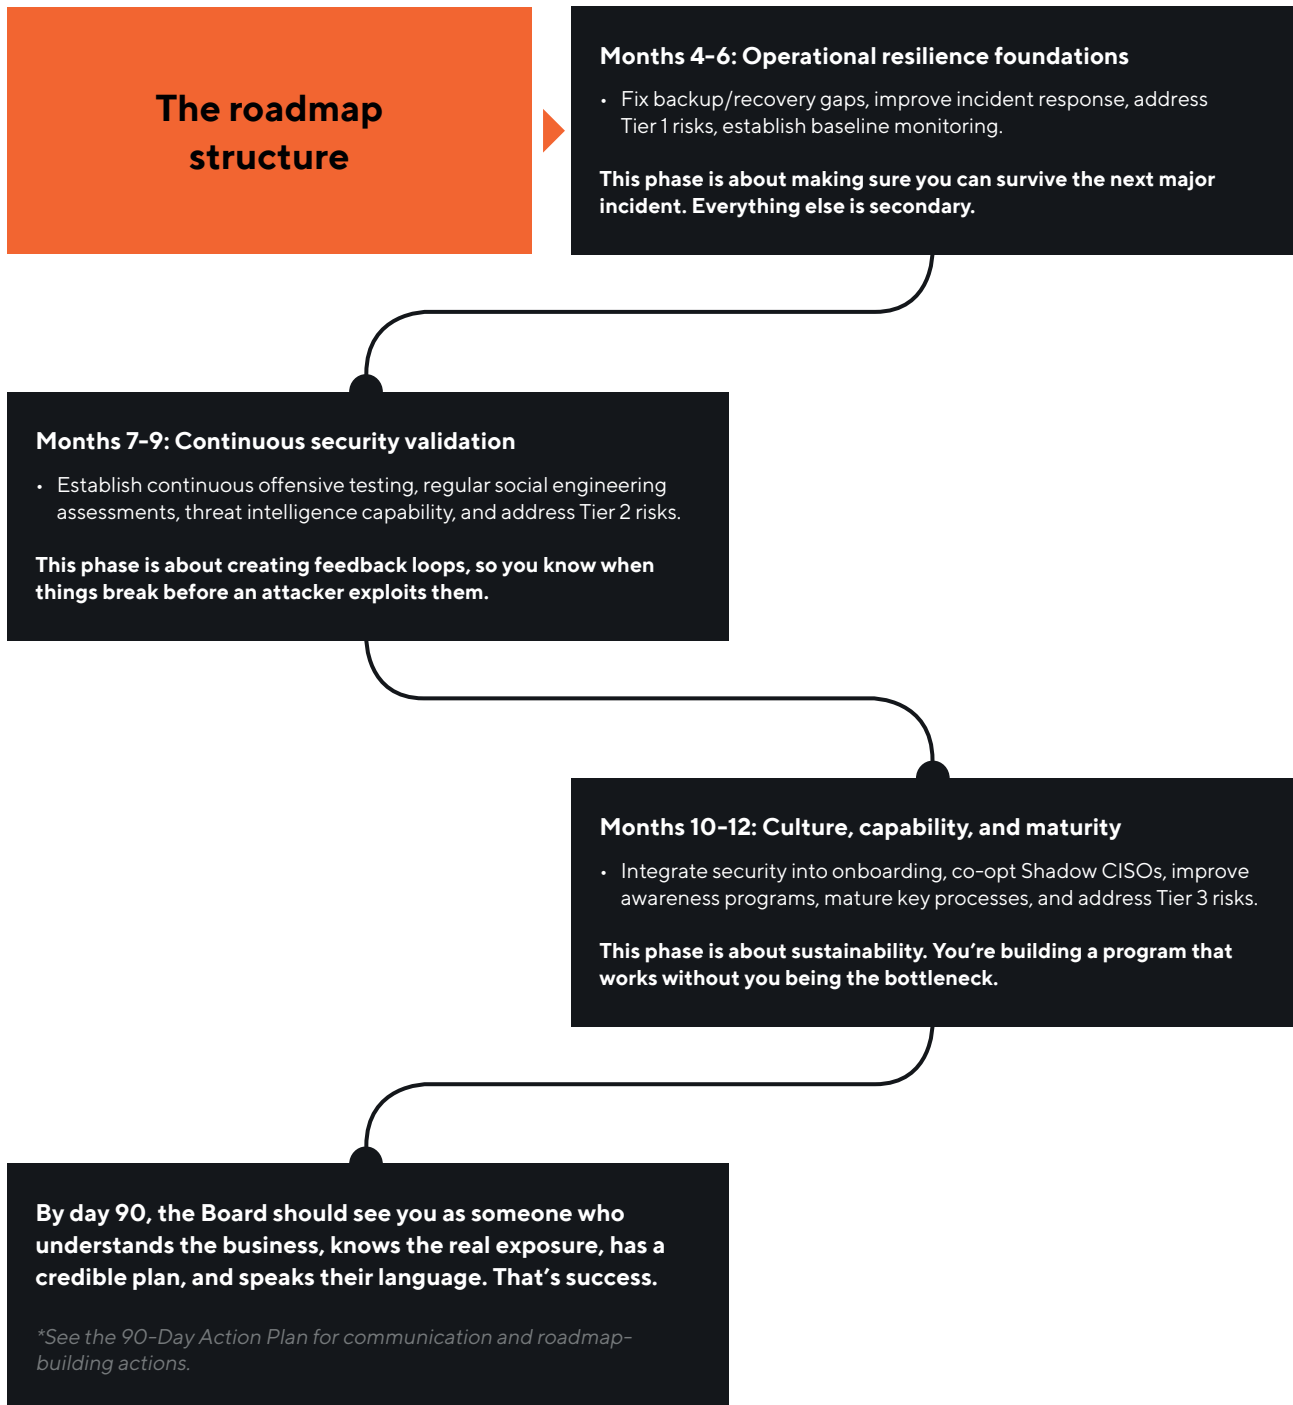 The roadmap
structure
Months 4-6: Operational resilience foundations
• Fix backup/recovery gaps, improve incident response, address
Tier 1 risks, establish baseline monitoring.
This phase is about making sure you can survive the next major
incident. Everything else is secondary.
Months 7-9: Continuous security validation
• Establish continuous offensive testing, regular social engineering
assessments, threat intelligence capability, and address Tier 2 risks.
This phase is about creating feedback loops, so you know when
things break before an attacker exploits them.
Months 10-12: Culture, capability, and maturity
• Integrate security into onboarding, co-opt Shadow CISOs, improve
awareness programs, mature key processes, and address Tier 3 risks.
This phase is about sustainability. You’re building a program that
works without you being the bottleneck.
By day 90, the Board should see you as someone who
understands the business, knows the real exposure, has a
credible plan, and speaks their language. That’s success.
*See the 90-Day Action Plan for communication and roadmap-
building actions.